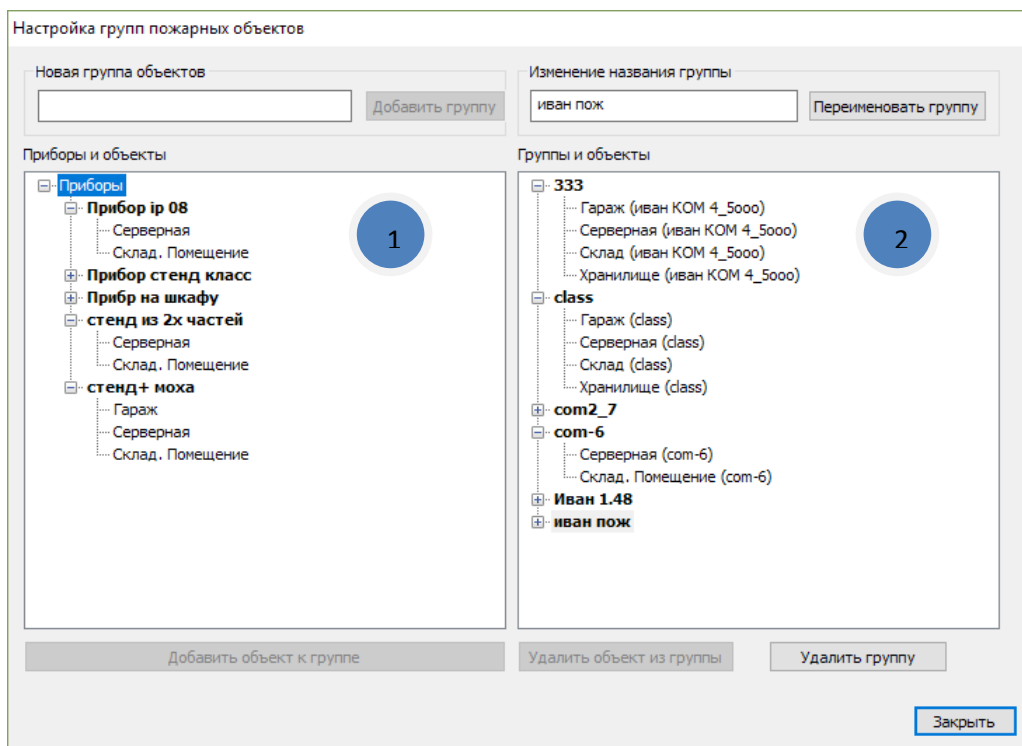 Настройка групп пожарных объектов
Новая группа объектов
Добавить группу
Изменение названия группы
иван пож
Переименовать группу
Приборы и объекты
Приборы
Прибор ip 08
Серверная
Склад. Помещение
Прибор стенд класс
Прибр на шкафу
стенд из 2х частей
Серверная
Склад. Помещение
стенд+ моха
Гараж
Серверная
Склад. Помещение
1
Добавить объект к группе
Группы и объекты
333
Гараж (иван КОМ 4_5ооо)
Серверная (иван КОМ 4_5ооо)
Склад (иван КОМ 4_5ооо)
Хранилище (иван КОМ 4_5ооо)
class
Гараж (class)
Серверная (class)
Склад (class)
Хранилище (class)
com2_7
com-6
Серверная (com-6)
Склад. Помещение (com-6)
Иван 1.48
иван пож
2
Удалить объект из группы
Удалить группу
Закрыть